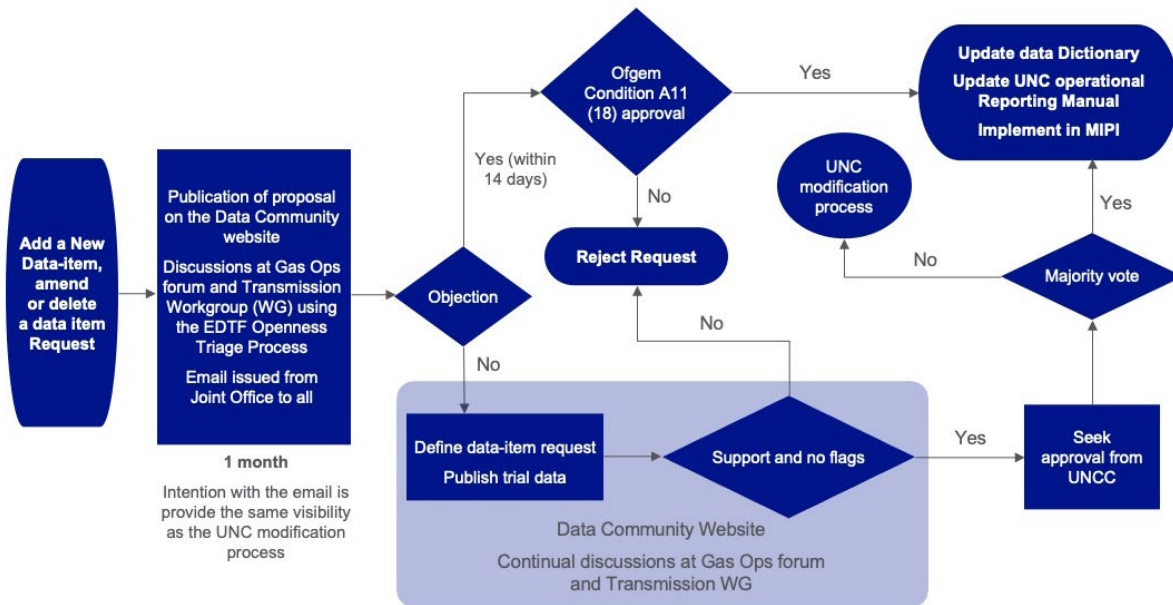 Add a New
Data-item,
amend
or delete
a data item
Request
Publication of proposal
on the Data Community
website
Discussions at Gas Ops
forum and Transmission
Workgroup (WG) using
the EDTF Openness
Triage Process
Email issued from
Joint Office to all
1 month
Intention with the email is
provide the same visibility
as the UNC modification
process
Objection
Yes (within
14 days)
No
Ofgem
Condition A11
(18) approval
Yes
No
Reject Request
No
Define data-item request
Publish trial data
Support and no flags
Data Community Website
Continual discussions at Gas Ops forum
and Transmission WG
Yes
Seek
approval from
UNCC
Majority vote
No
UNC
modification
process
Yes
Update data Dictionary
Update UNC operational
Reporting Manual
Implement in MIPI